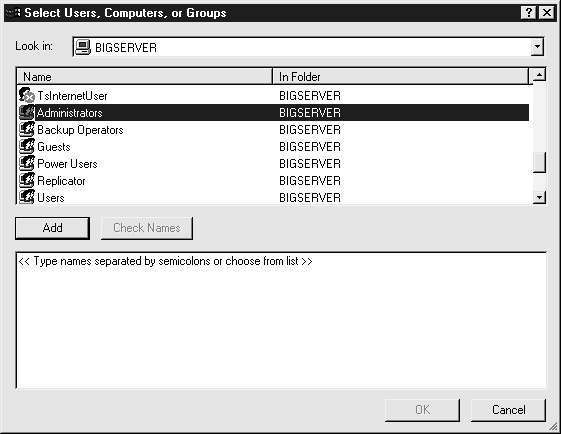 Select Users, Computers, or Groups
Look in: BIGSERVER
Name In Folder
TsInternetUser BIGSERVER
Administrators BIGSERVER
Backup Operators BIGSERVER
Guests BIGSERVER
Power Users BIGSERVER
Replicator BIGSERVER
Users BIGSERVER
Add Check Names
<< Type names separated by semicolons or choose from list >>
OK Cancel